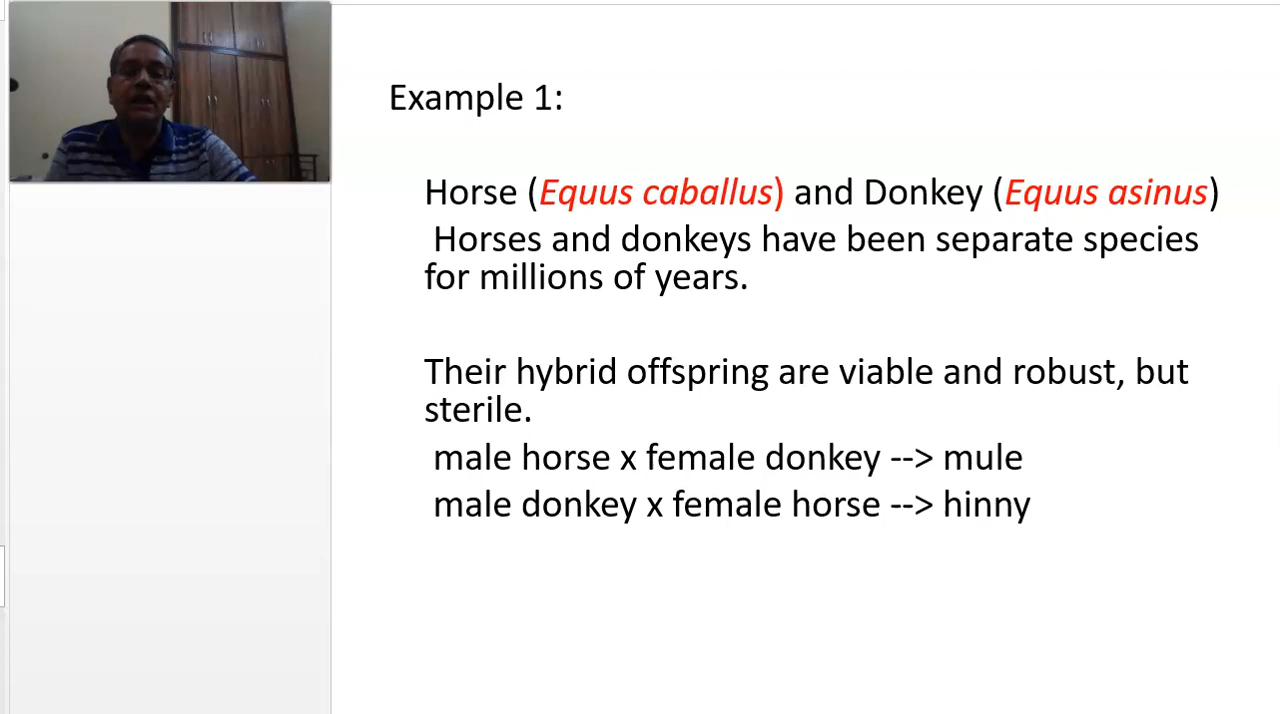 Example 1:
Horse (Equus caballus) and Donkey (Equus asinus)
Horses and donkeys have been separate species
for millions of years.
Their hybrid offspring are viable and robust, but
sterile.
male horse x female donkey --> mule
male donkey x female horse --> hinny